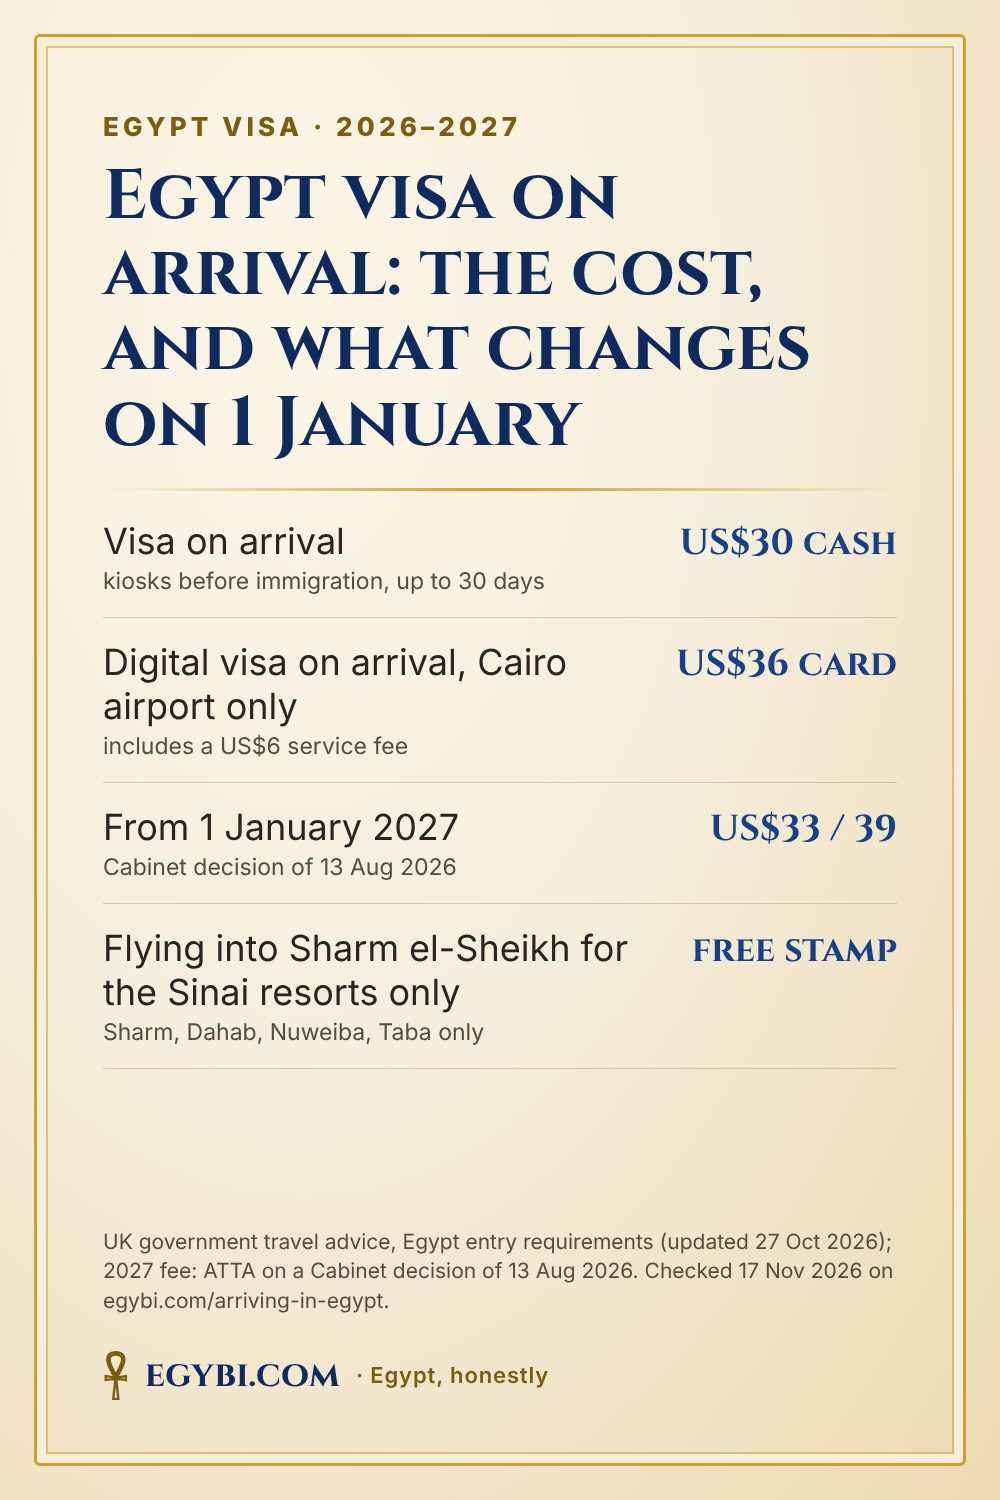 EGYPT VISA · 2026–2027
Egypt visa on
arrival: the cost,
and what changes
on 1 January
Visa on arrival
US$30 cash
kiosks before immigration, up to 30 days
Digital visa on arrival, Cairo
airport only
US$36 card
includes a US$6 service fee
From 1 January 2027
US$33 / 39
Cabinet decision of 13 Aug 2026
Flying into Sharm el-Sheikh for
the Sinai resorts only
free stamp
Sharm, Dahab, Nuweiba, Taba only
UK government travel advice, Egypt entry requirements (updated 27 Oct 2026);
2027 fee: ATTA on a Cabinet decision of 13 Aug 2026. Checked 17 Nov 2026 on
egybi.com/arriving-in-egypt.
EGYBI.COM · Egypt, honestly